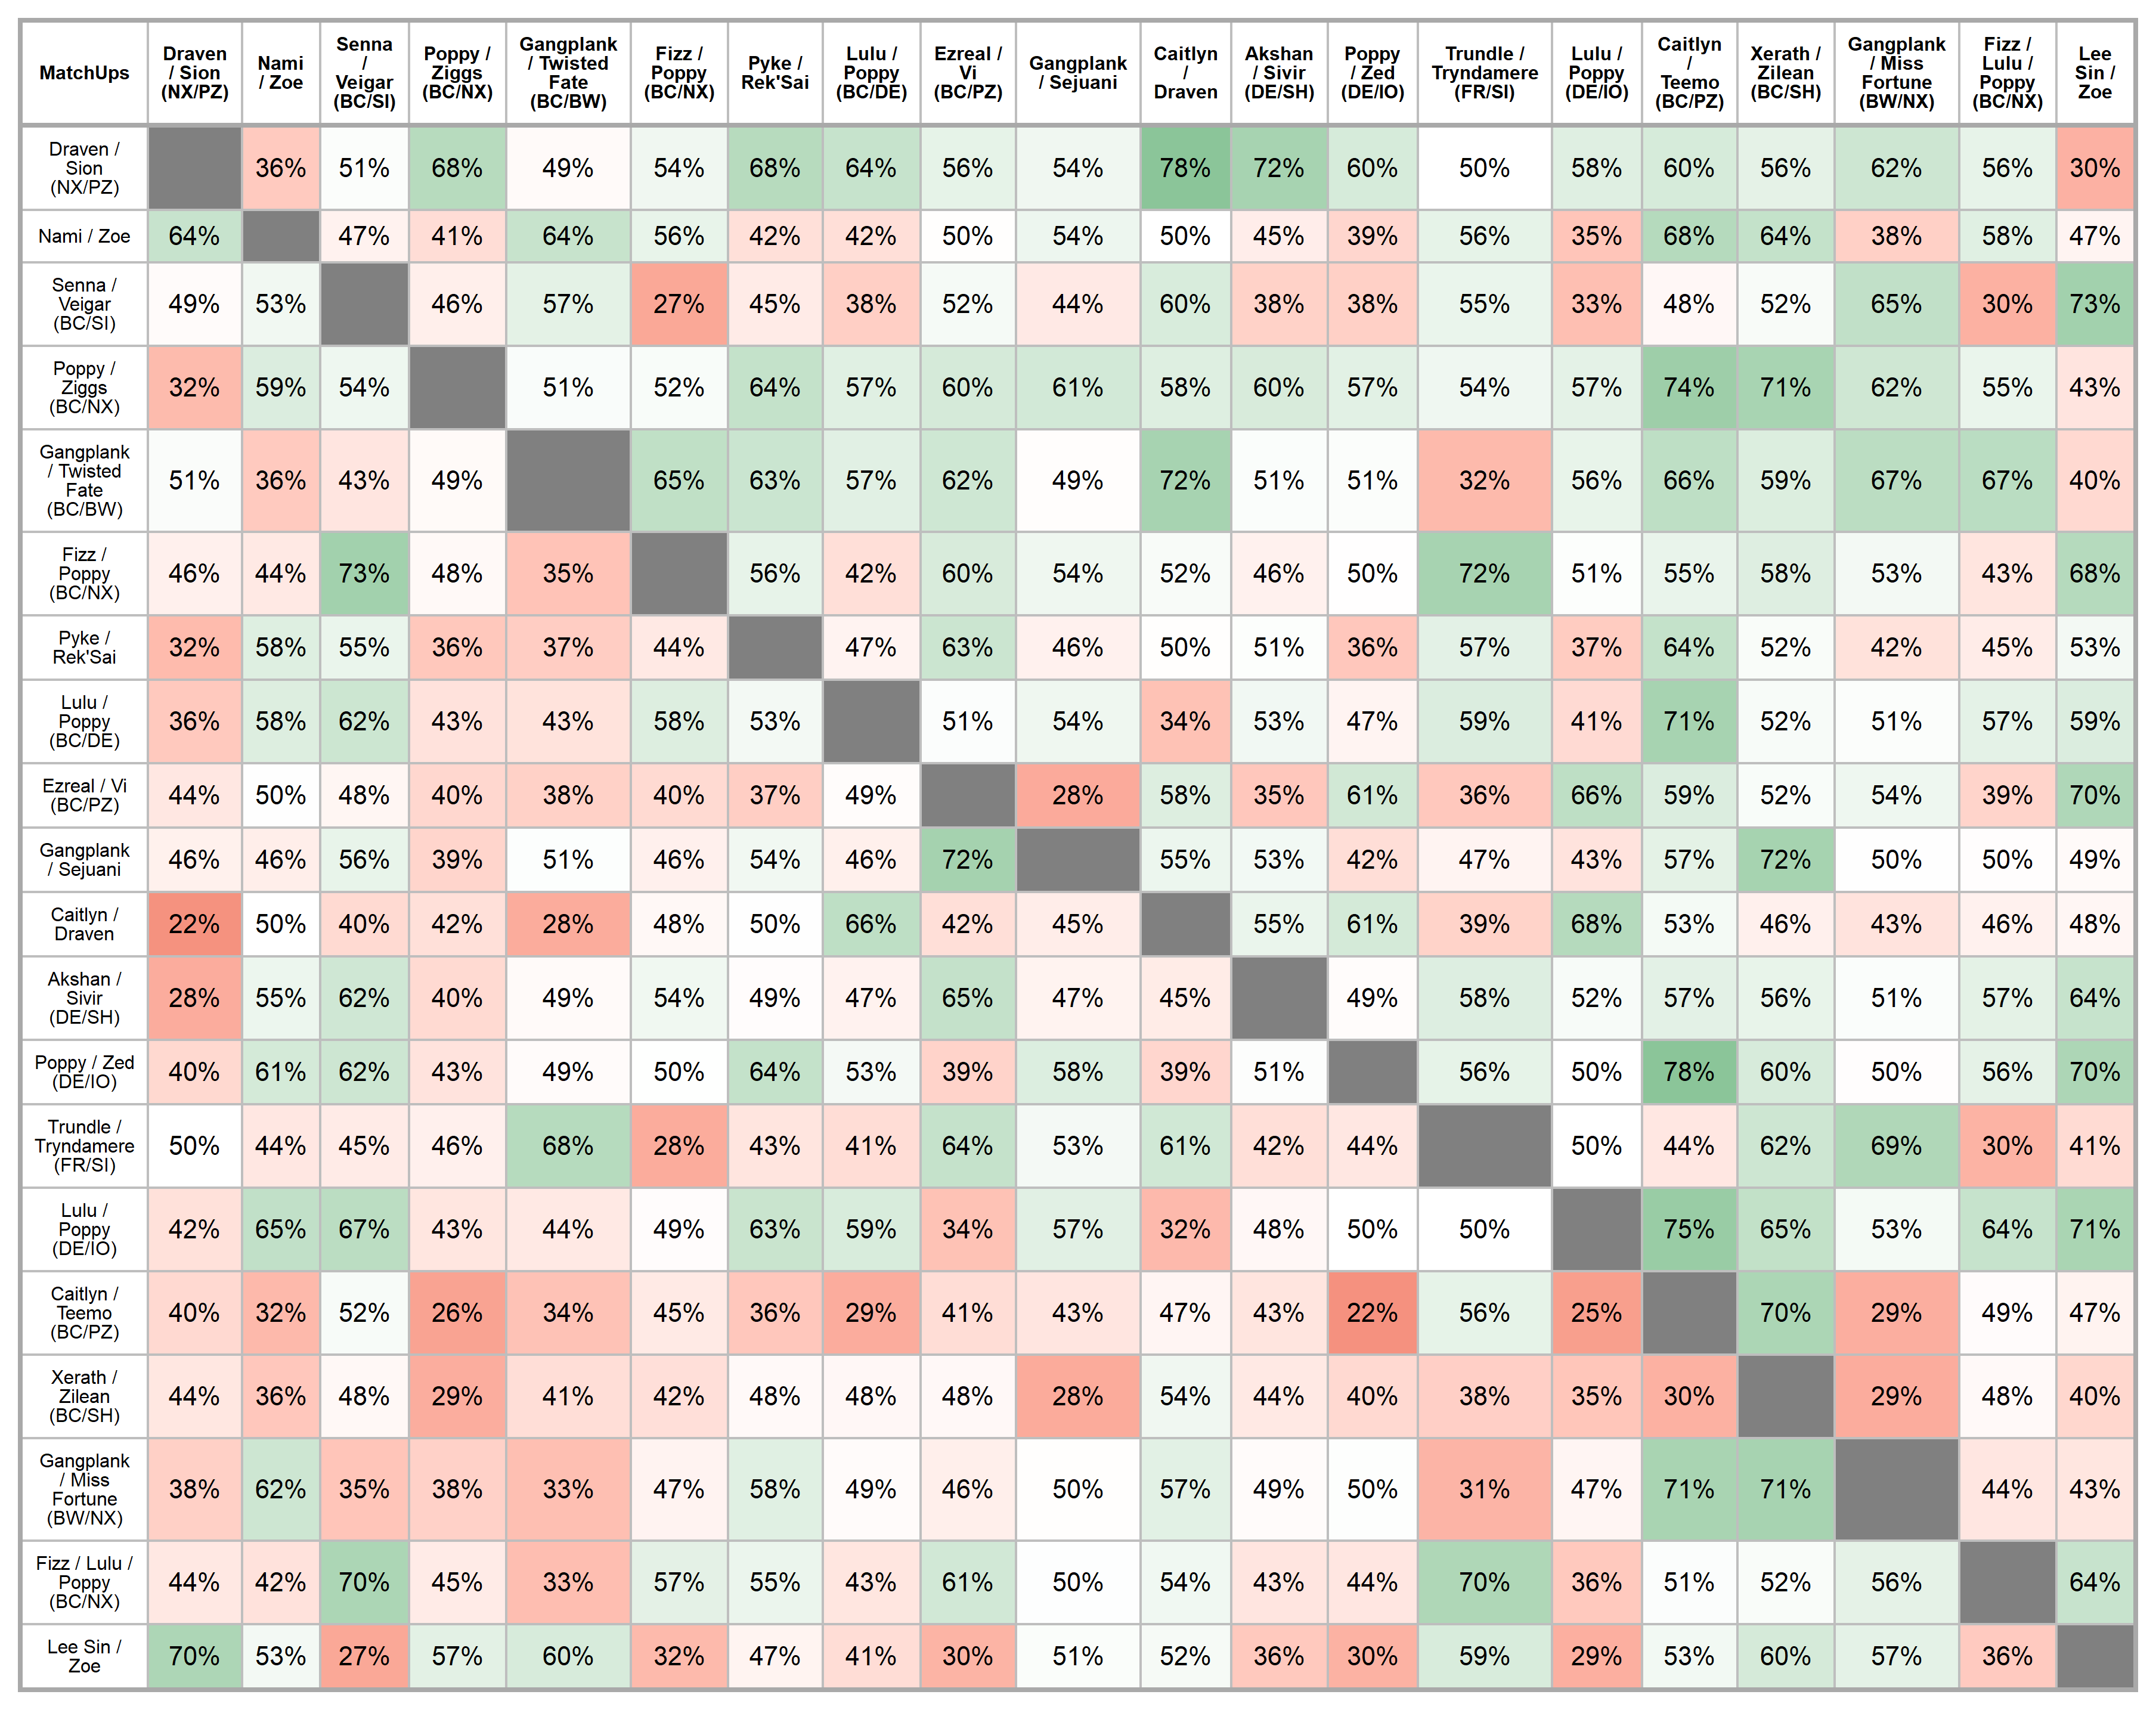 MatchUps Draven / Sion (NX/PZ) Nami / Zoe Senna / Veigar (BC/SI) Poppy / Ziggs (BC/NX) Gangplank / Twisted Fate (BC/BW) Fizz / Poppy (BC/NX) Pyke / Rek'Sai Lulu / Poppy (BC/DE) Ezreal / Vi (BC/PZ) Gangplank / Sejuani Caitlyn / Draven Akshan / Sivir (DE/SH) Poppy / Zed (DE/IO) Trundle / Tryndamere (FR/SI) Lulu / Poppy (DE/IO) Caitlyn / Teemo (BC/PZ) Xerath / Zilean (BC/SH) Gangplank / Miss Fortune (BW/NX) Fizz / Lulu / Poppy (BC/NX) Lee Sin / Zoe
Draven / Sion (NX/PZ) 36% 51% 68% 49% 54% 68% 64% 56% 54% 78% 72% 60% 50% 58% 60% 56% 62% 56% 30%
Nami / Zoe 64% 47% 41% 64% 56% 42% 42% 50% 54% 50% 45% 39% 56% 35% 68% 64% 38% 58% 47%
Senna / Veigar (BC/SI) 49% 53% 46% 57% 27% 45% 38% 52% 44% 60% 38% 38% 55% 33% 48% 52% 65% 30% 73%
Poppy / Ziggs (BC/NX) 32% 59% 54% 51% 52% 64% 57% 60% 61% 58% 60% 57% 54% 57% 74% 71% 62% 55% 43%
Gangplank / Twisted Fate (BC/BW) 51% 36% 43% 49% 65% 63% 57% 62% 49% 72% 51% 51% 32% 56% 66% 59% 67% 67% 40%
Fizz / Poppy (BC/NX) 46% 44% 73% 48% 35% 56% 42% 60% 54% 52% 46% 50% 72% 51% 55% 58% 53% 43% 68%
Pyke / Rek'Sai 32% 58% 55% 36% 37% 44% 47% 63% 46% 50% 51% 36% 57% 37% 64% 52% 42% 45% 53%
Lulu / Poppy (BC/DE) 36% 58% 62% 43% 43% 58% 53% 51% 54% 34% 53% 47% 59% 41% 71% 52% 51% 57% 59%
Ezreal / Vi (BC/PZ) 44% 50% 48% 40% 38% 40% 37% 49% 28% 58% 35% 61% 36% 66% 59% 52% 54% 39% 70%
Gangplank / Sejuani 46% 46% 56% 39% 51% 46% 54% 46% 72% 55% 53% 42% 47% 43% 57% 72% 50% 50% 49%
Caitlyn / Draven 22% 50% 40% 42% 28% 48% 50% 66% 42% 45% 55% 61% 39% 68% 53% 46% 43% 46% 48%
Akshan / Sivir (DE/SH) 28% 55% 62% 40% 49% 54% 49% 47% 65% 47% 45% 49% 58% 52% 57% 56% 51% 57% 64%
Poppy / Zed (DE/IO) 40% 61% 62% 43% 49% 50% 64% 53% 39% 58% 39% 51% 56% 50% 78% 60% 50% 56% 70%
Trundle / Tryndamere (FR/SI) 50% 44% 45% 46% 68% 28% 43% 41% 64% 53% 61% 42% 44% 50% 44% 62% 69% 30% 41%
Lulu / Poppy (DE/IO) 42% 65% 67% 43% 44% 49% 63% 59% 34% 57% 32% 48% 50% 50% 75% 65% 53% 64% 71%
Caitlyn / Teemo (BC/PZ) 40% 32% 52% 26% 34% 45% 36% 29% 41% 43% 47% 43% 22% 56% 25% 70% 29% 49% 47%
Xerath / Zilean (BC/SH) 44% 36% 48% 29% 41% 42% 48% 48% 48% 28% 54% 44% 40% 38% 35% 30% 29% 48% 40%
Gangplank / Miss Fortune (BW/NX) 38% 62% 35% 38% 33% 47% 58% 49% 46% 50% 57% 49% 50% 31% 47% 71% 71% 44% 43%
Fizz / Lulu / Poppy (BC/NX) 44% 42% 70% 45% 33% 57% 55% 43% 61% 50% 54% 43% 44% 70% 36% 51% 52% 56% 64%
Lee Sin / Zoe 70% 53% 27% 57% 60% 32% 47% 41% 30% 51% 52% 36% 30% 59% 29% 53% 60% 57% 36%